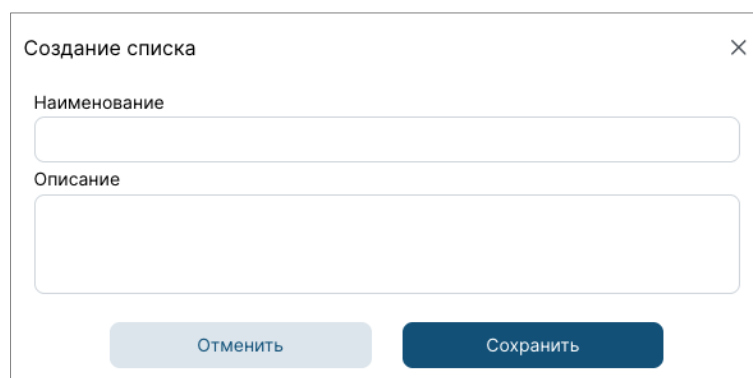 Создание списка
Наименование
Описание
Отменить
Сохранить